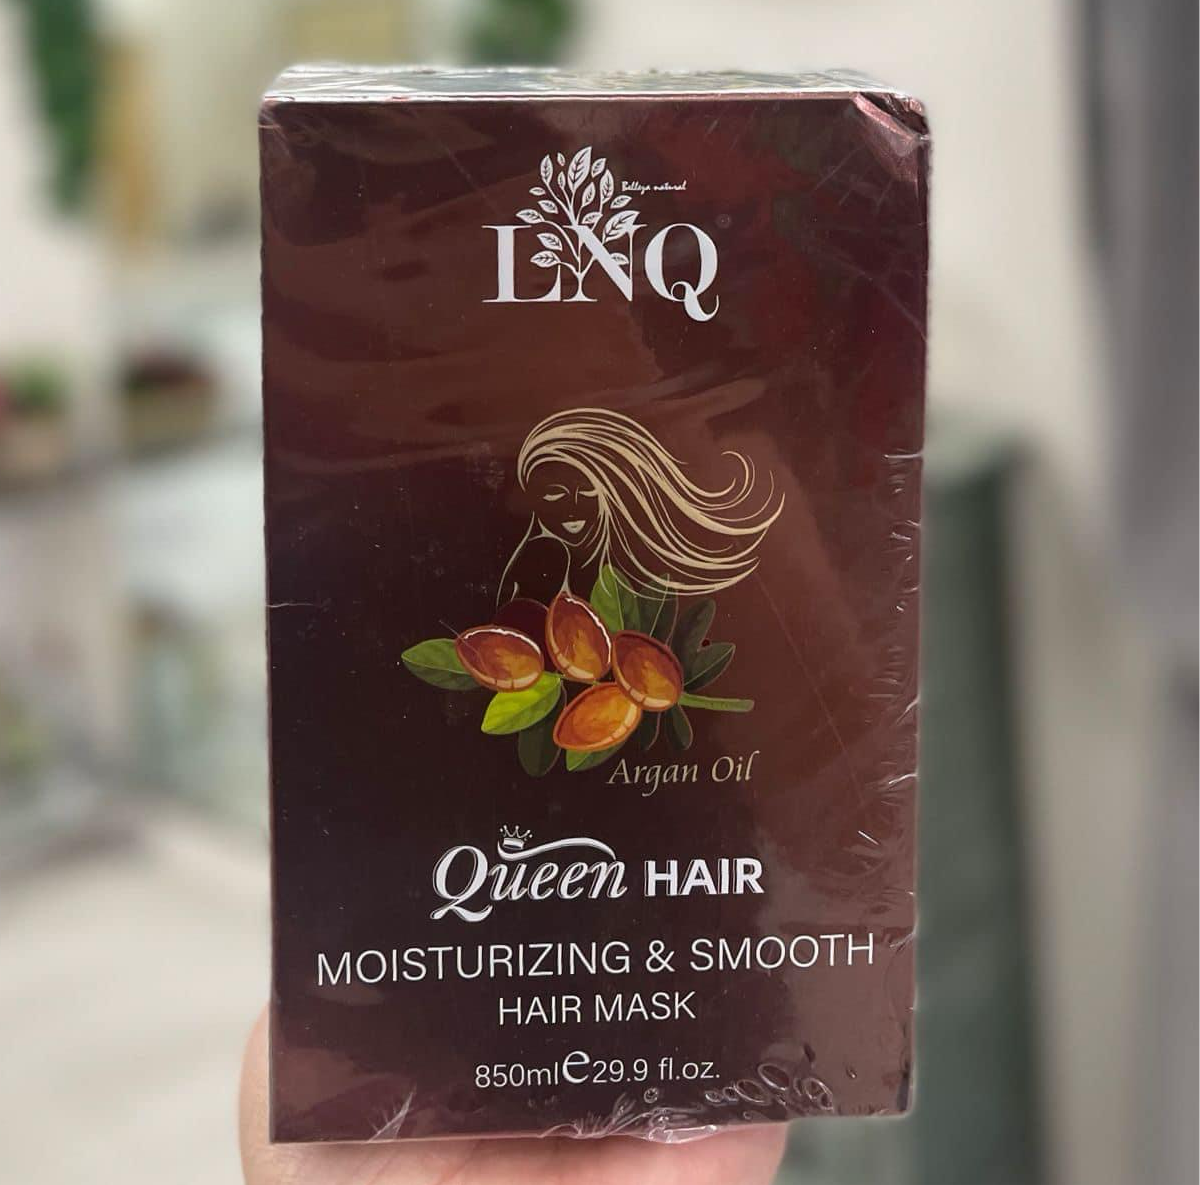 Belleza natural
LNQ
Argan Oil
Queen HAIR
MOISTURIZING & SMOOTH
HAIR MASK
850ml e 29.9 fl.oz.